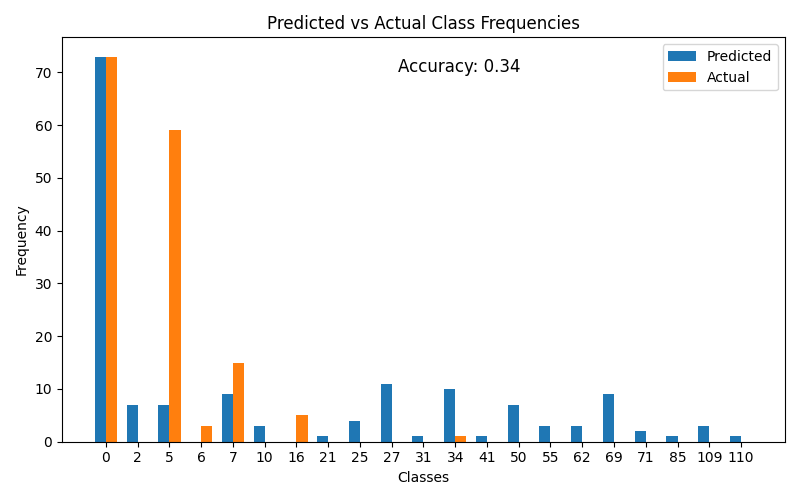 Predicted vs Actual Class Frequencies
Accuracy: 0.34
Predicted
Actual
Frequency
70
60
50
40
30
20
10
0
0 2 5 6 7 10 16 21 25 27 31 34 41 50 55 62 69 71 85 109 110
Classes